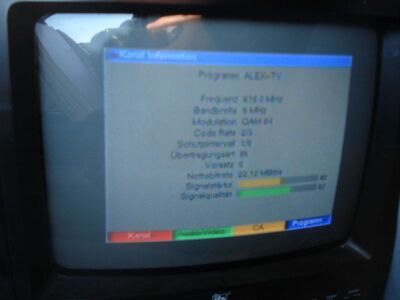 Kanal Information
Programm ALEX-TV
Frequenz 618.0 MHz
Bandbreite 8 MHz
Modulation QAM 64
Code Rate 2/3
Schutzintervall 1/8
Übertragungsart 8k
Versatz 0
Nettobitrate 22.12 MBit/s
Signalstärke
Signalqualität 62
Kanal Audio/Video CA Programm